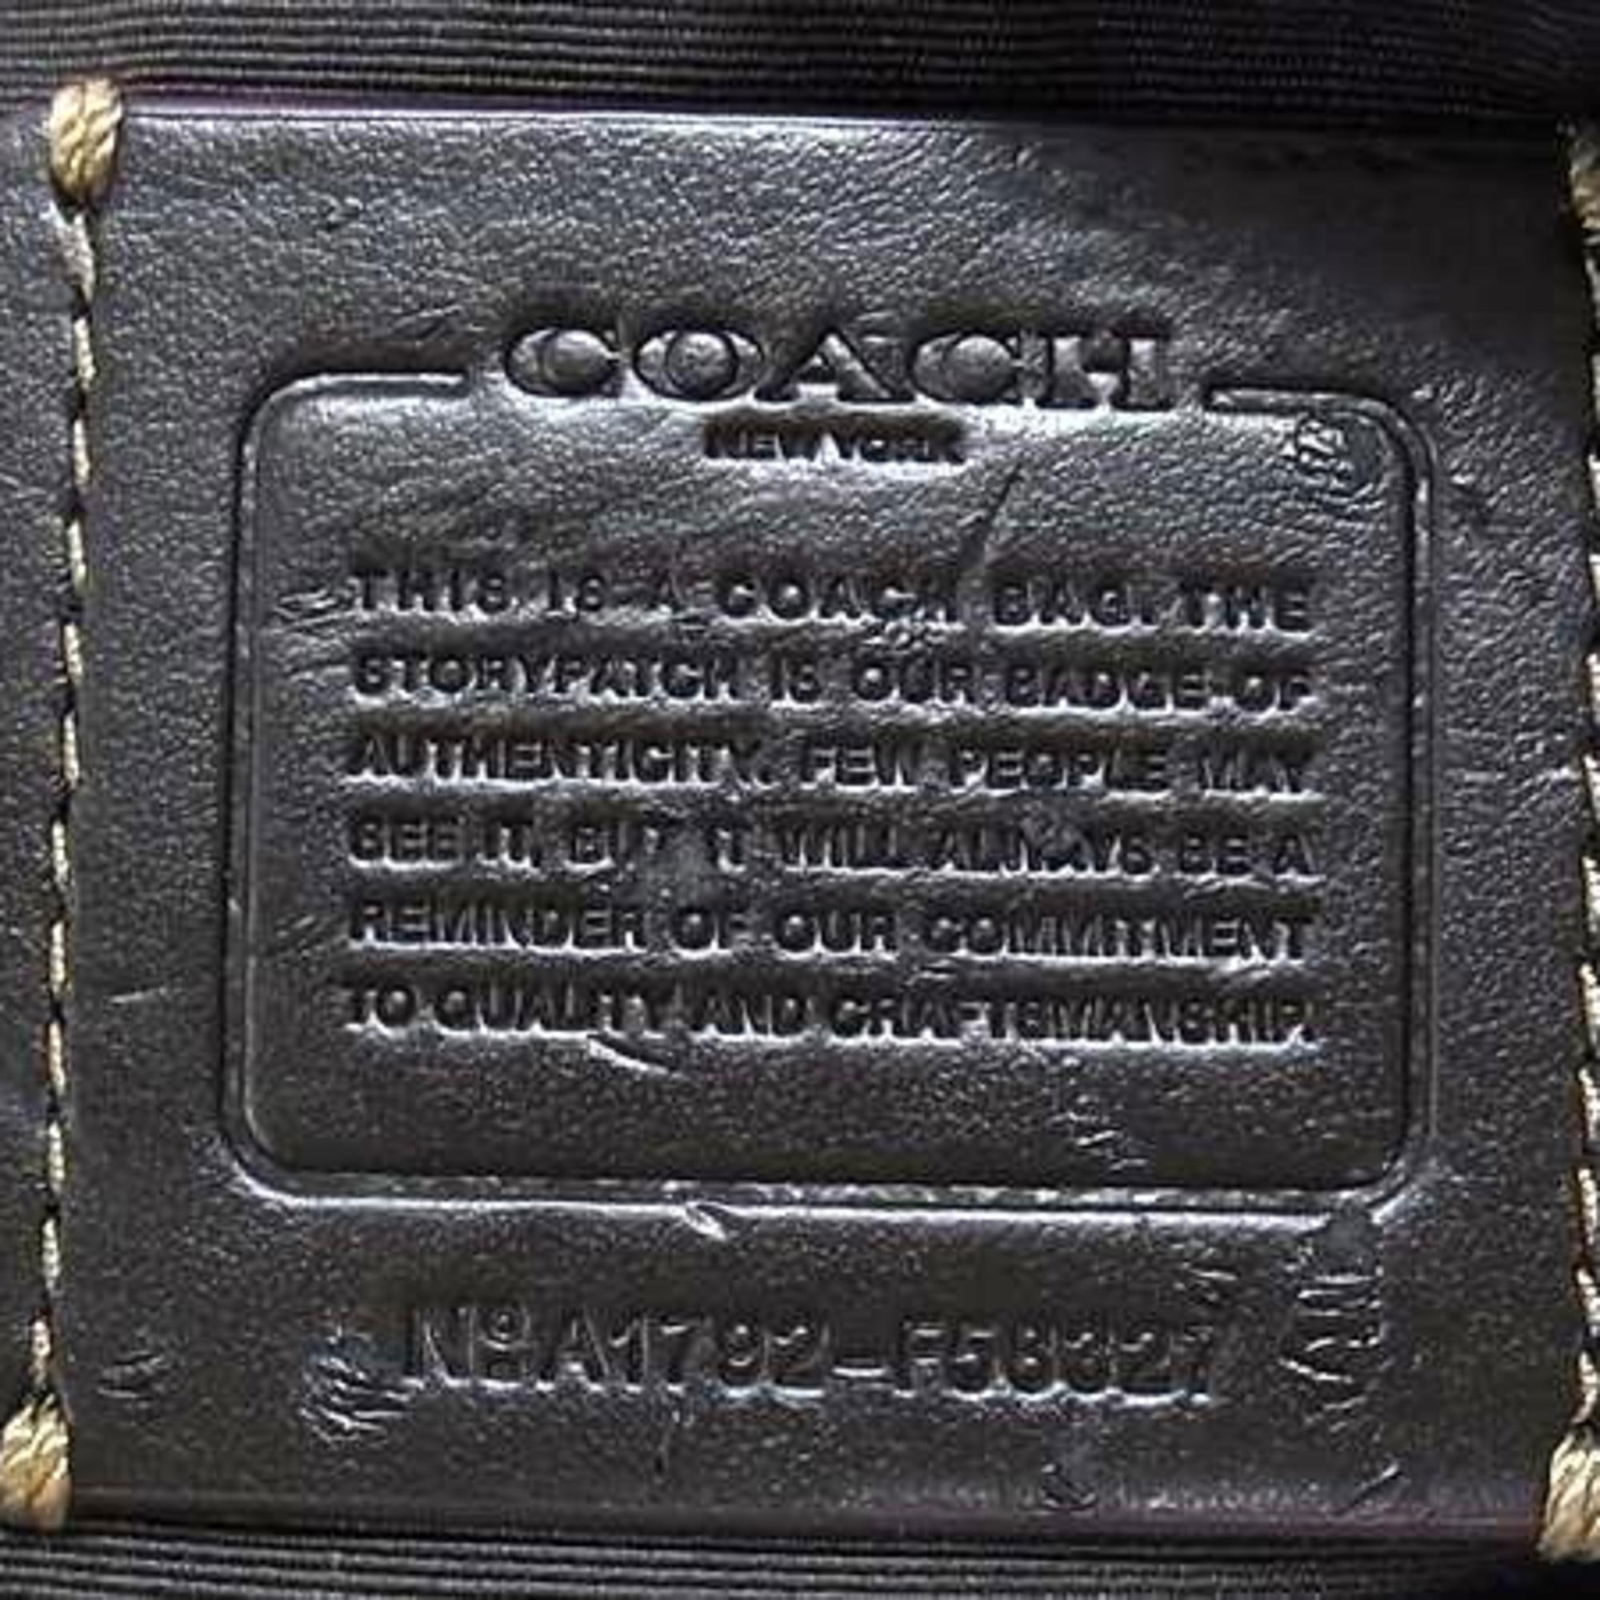 COACH
NEW YORK
THIS IS A COACH BAG. THE
STORYPATCH IS OUR BADGE OF
AUTHENTICITY. FEW PEOPLE MAY
SEE IT, BUT IT WILL ALWAYS BE A
REMINDER OF OUR COMMITMENT
TO QUALITY AND CRAFTSMANSHIP.
Nº A1792-F58327